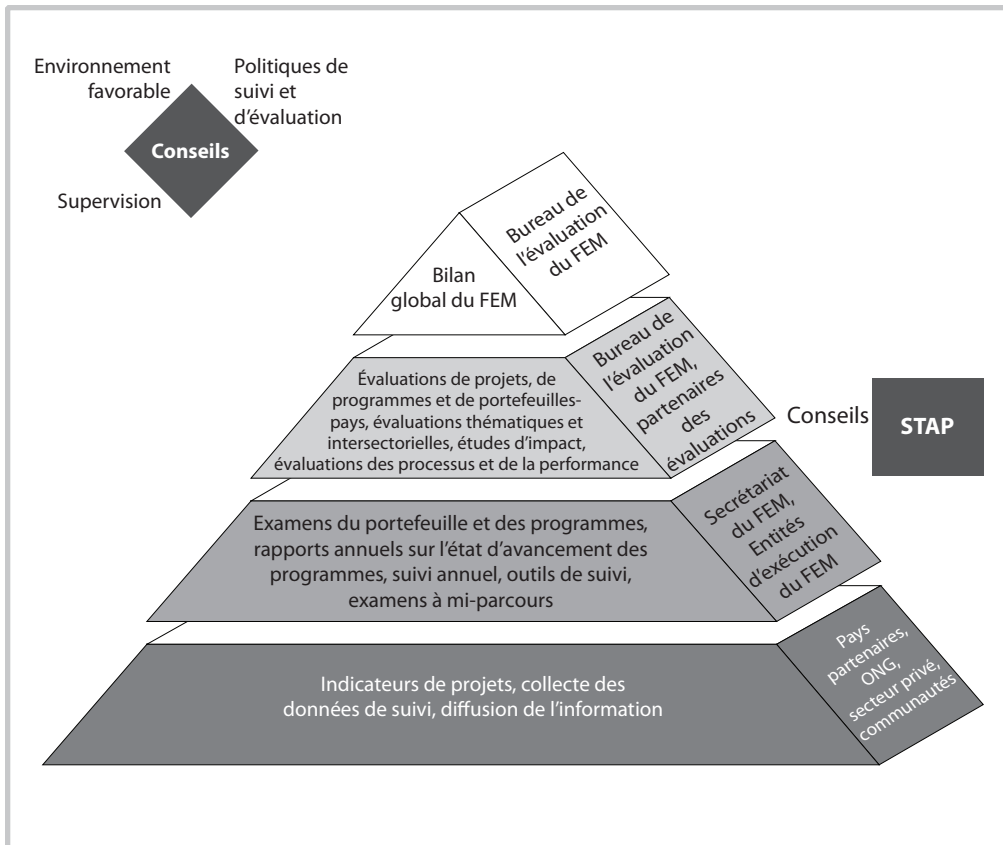 Environnement
favorable
Politiques de
suivi et
d’évaluation
Conseils
Supervision
Bilan
global du FEM
Bureau de
l’évaluation
du FEM
Évaluations de projets, de
programmes et de portefeuilles-
pays, évaluations thématiques et
intersectorielles, études d’impact,
évaluations des processus et de la performance
Bureau de
l’évaluation
du FEM,
partenaires
des
évaluations
Conseils
STAP
Examens du portefeuille et des programmes,
rapports annuels sur l’état d’avancement des
programmes, suivi annuel, outils de suivi,
examens à mi-parcours
Secrétariat
du FEM,
Entités
d’exécution
du FEM
Indicateurs de projets, collecte des
données de suivi, diffusion de l’information
Pays
partenaires,
ONG,
secteur privé,
communautés